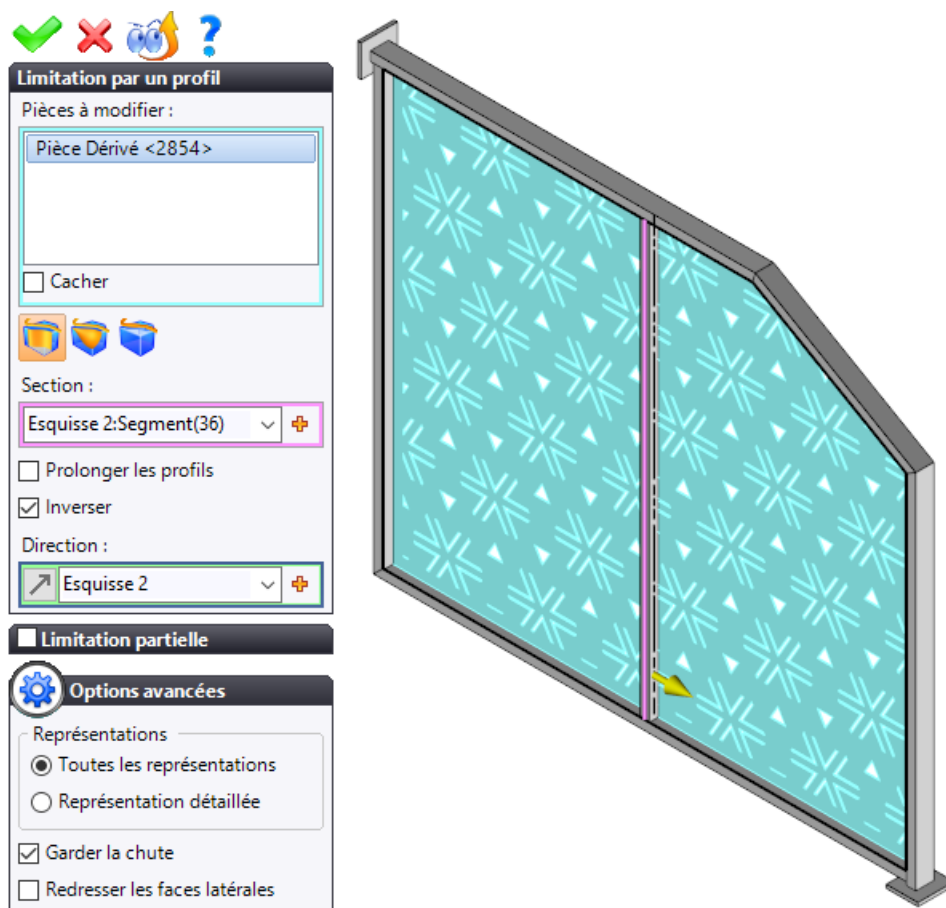 Limitation par un profil
Pièces à modifier :
Pièce Dérivé <2854>
Cacher
Section :
Esquisse 2:Segment(36)
Prolonger les profils
Inverser
Direction :
Esquisse 2
Limitation partielle
Options avancées
Représentations
Toutes les représentations
Représentation détaillée
Garder la chute
Redresser les faces latérales